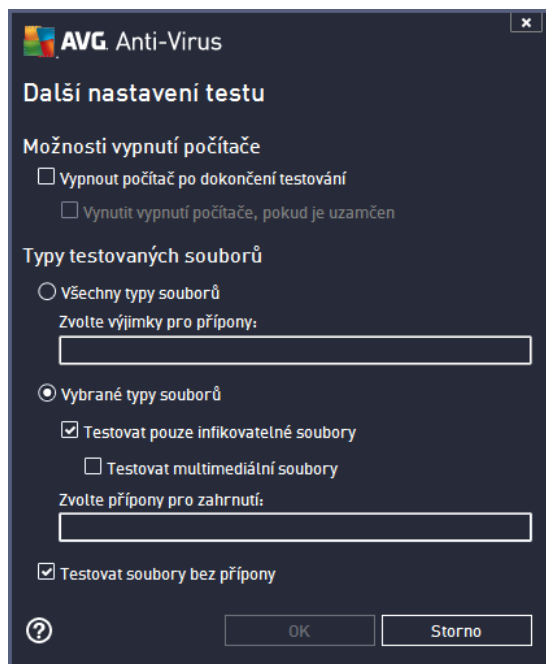 AVG. Anti-Virus
Další nastavení testu
Možnosti vypnutí počítače
Vypnout počítač po dokončení testování
Vynutit vypnutí počítače, pokud je uzamčen
Typy testovaných souborů
Všechny typy souborů
Zvolte výjimky pro přípony:
Vybrané typy souborů
Testovat pouze infikovatelné soubory
Testovat multimediální soubory
Zvolte přípony pro zahrnutí:
Testovat soubory bez přípony
OK
Storno